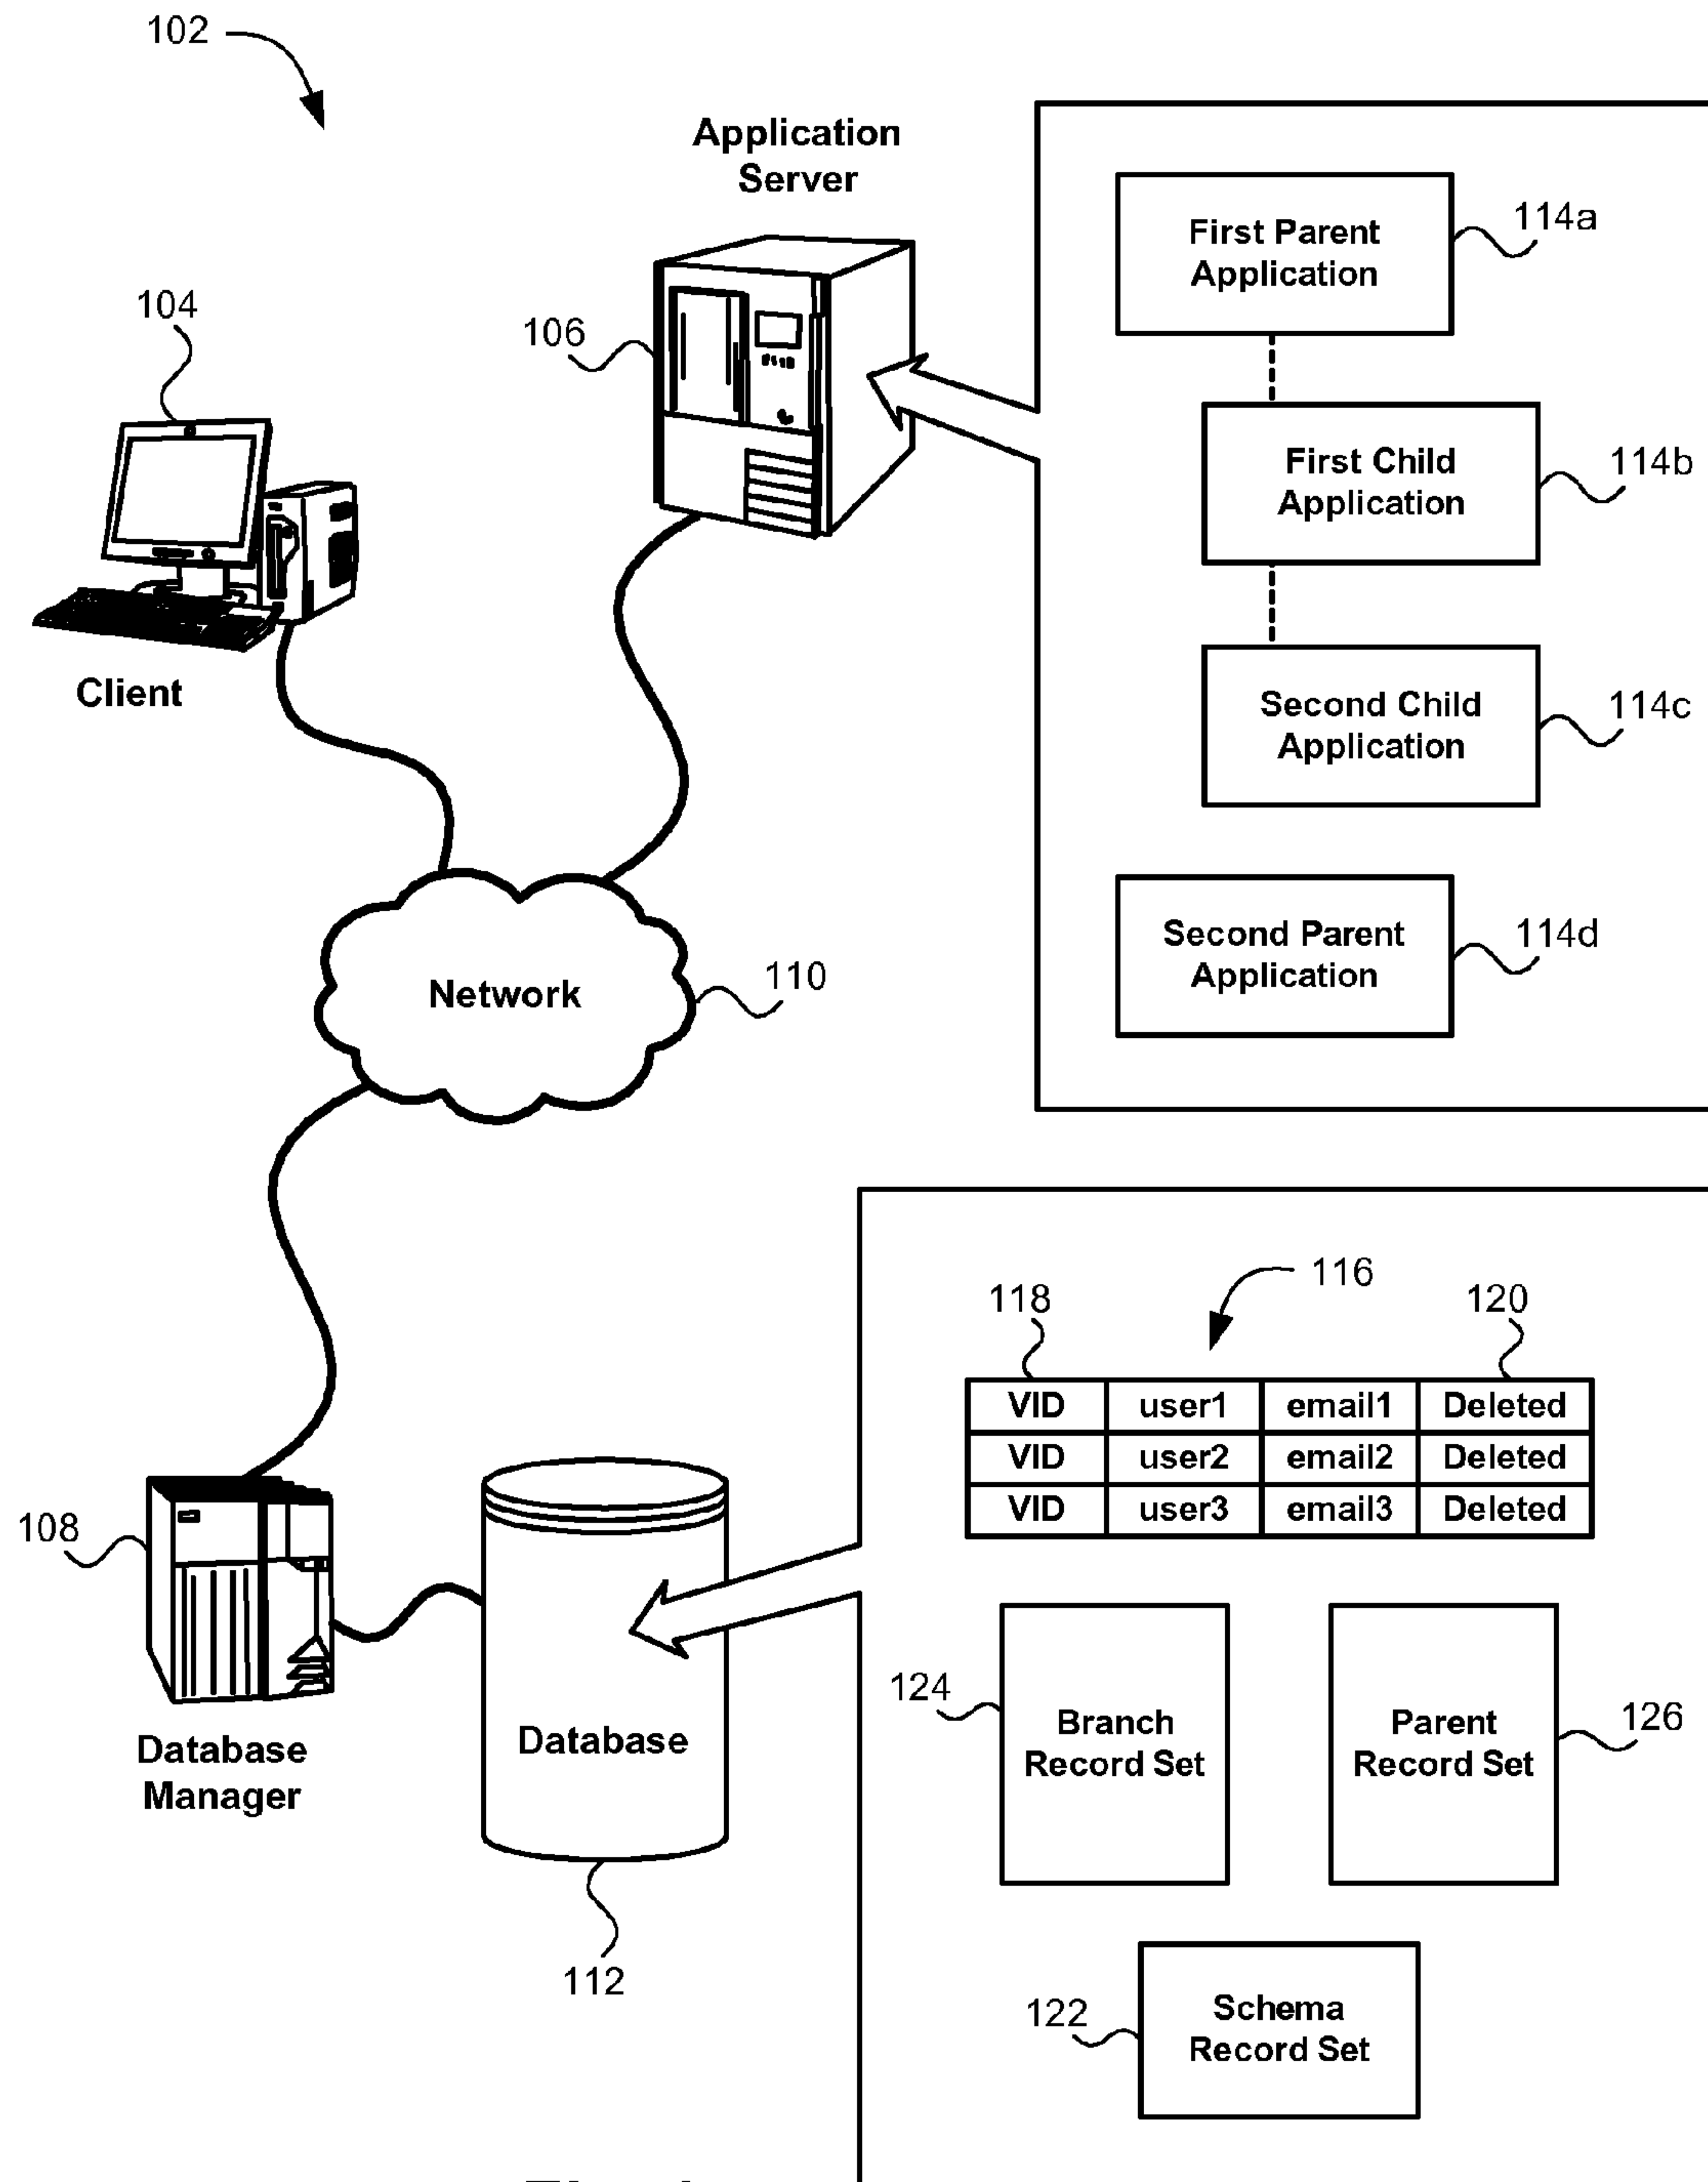 102
Application
Server
First Parent
Application
114a
104
106
First Child
Application
114b
Client
Second Child
Application
114c
Second Parent
Application
114d
Network
110
116
118
120
VID user1 email1 Deleted
VID user2 email2 Deleted
VID user3 email3 Deleted
108
Database
Manager
Database
112
124
Branch
Record Set
Parent
Record Set
126
122
Schema
Record Set